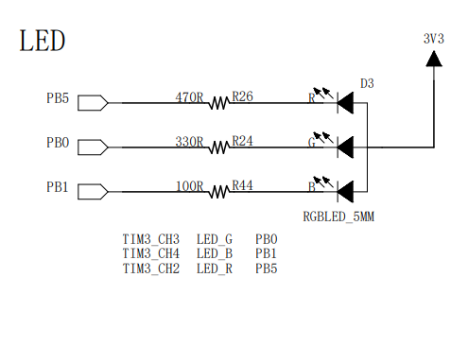 LED
3V3
D3
PB5 470R R26 R
PB0 330R R24 G
PB1 100R R44 B
RGBLED_5MM
TIM3_CH3 LED_G PB0
TIM3_CH4 LED_B PB1
TIM3_CH2 LED_R PB5